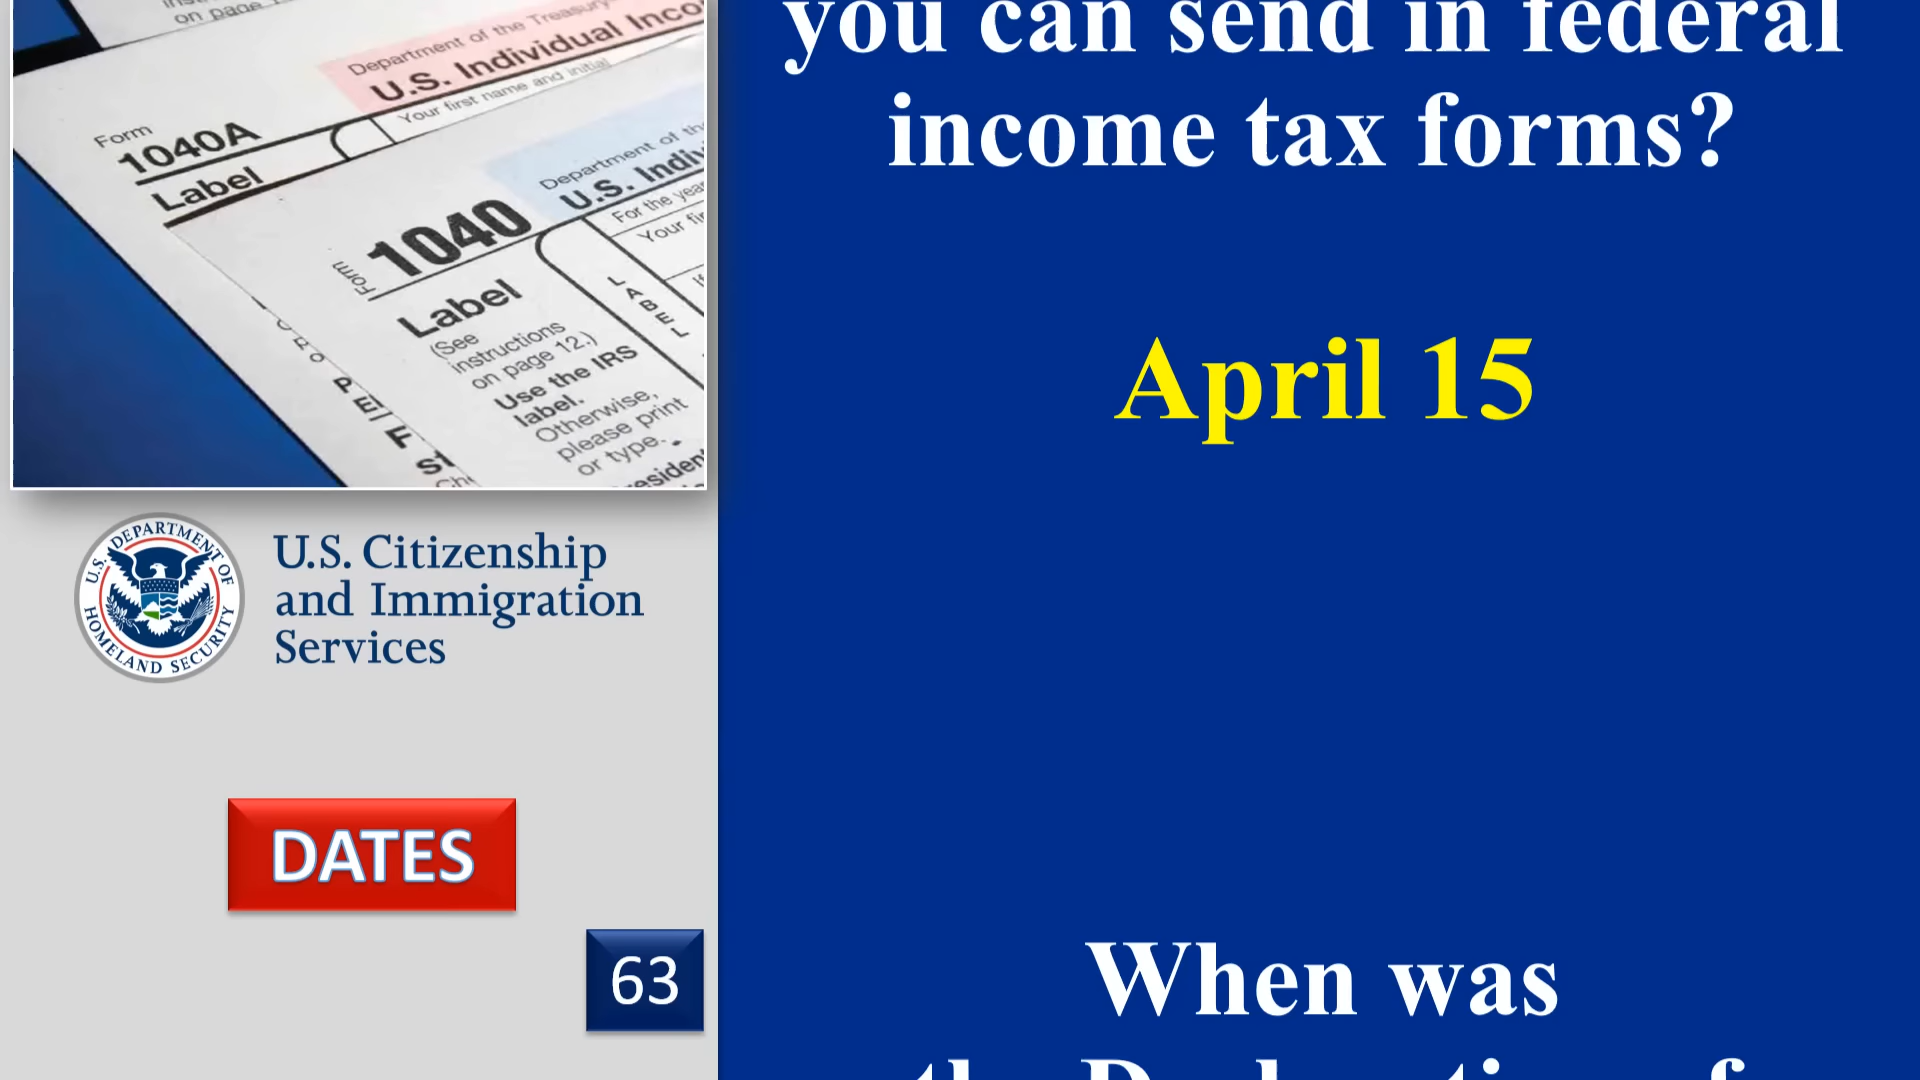 on page
Department of the Treasury
U.S. Individual Inco
Your first name and initial
Form
1040A
Label
Department of the
U.S. Indiv
For the year
Your fir
Form
1040
Label
(See
instructions
on page 12.)
Use the IRS
label.
Otherwise,
please print
or type.
L
A
B
E
L
you can send in federal
income tax forms?
April 15
U.S. DEPARTMENT OF
HOMELAND SECURITY
U.S. Citizenship
and Immigration
Services
DATES
63
When was